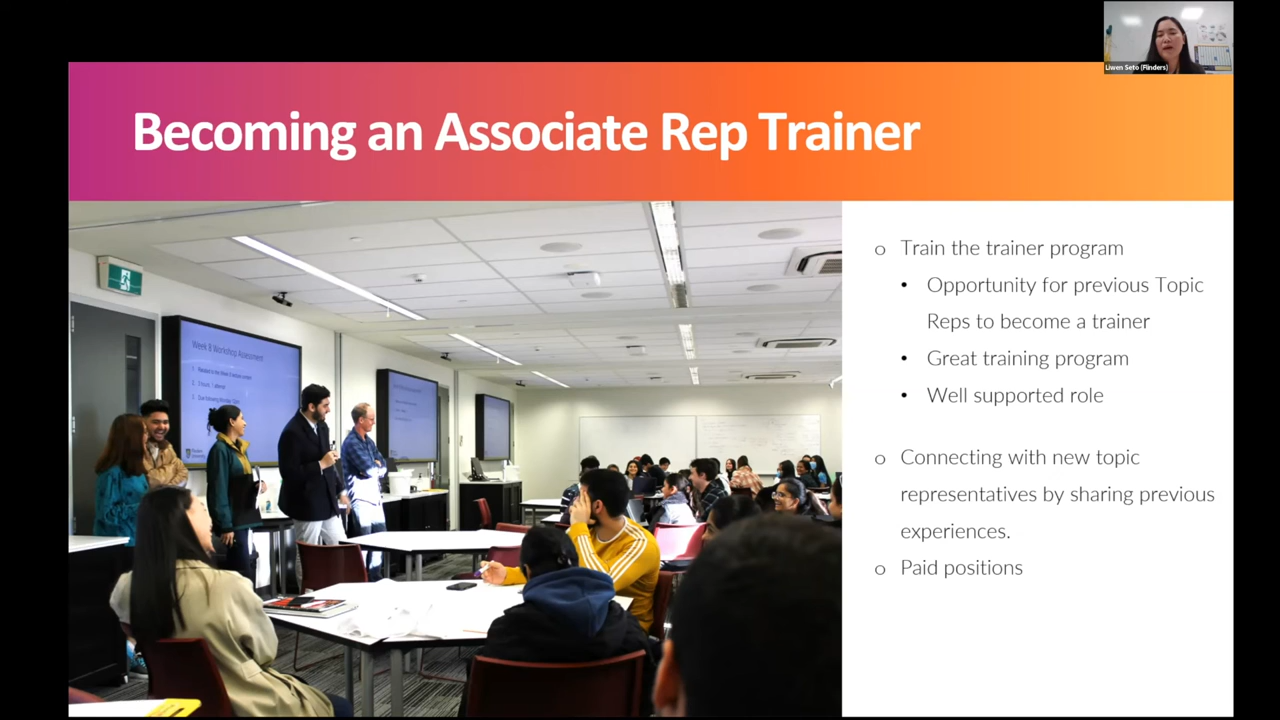 Liwen Seto (Flinders)
Becoming an Associate Rep Trainer
Week 8 Workshop Assessment
o Train the trainer program
• Opportunity for previous Topic
Reps to become a trainer
• Great training program
• Well supported role
o Connecting with new topic
representatives by sharing previous
experiences.
o Paid positions